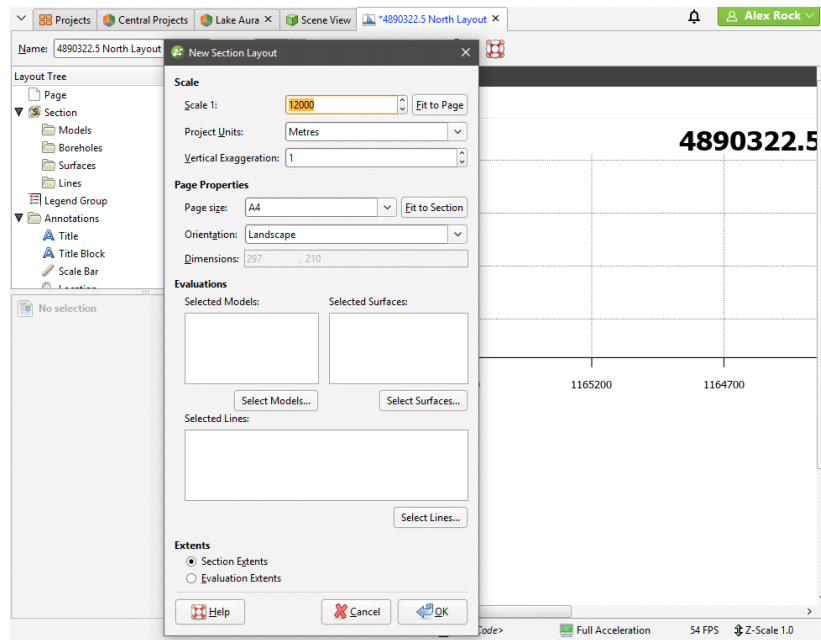 Projects Central Projects Lake Aura Scene View *4890322.5 North Layout Alex Rock
Name: 4890322.5 North Layout
New Section Layout
Layout Tree
Page
Section
Models
Boreholes
Surfaces
Lines
Legend Group
Annotations
Title
Title Block
Scale Bar
Location
No selection
Scale
Scale 1: 12000 Fit to Page
Project Units: Metres
Vertical Exaggeration: 1
Page Properties
Page size: A4 Fit to Section
Orientation: Landscape
Dimensions: 297 , 210
Evaluations
Selected Models: Selected Surfaces:
Select Models... Select Surfaces...
Selected Lines:
Select Lines...
Extents
Section Extents
Evaluation Extents
Help Cancel OK
4890322.5
1165200 1164700
Code> Full Acceleration 54 FPS Z-Scale 1.0